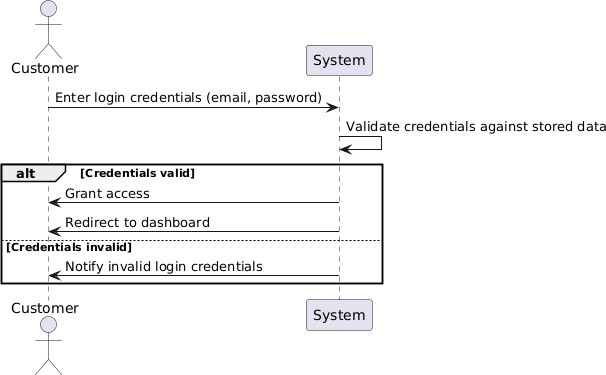 Customer
System
Enter login credentials (email, password)
Validate credentials against stored data
alt [Credentials valid]
Grant access
Redirect to dashboard
[Credentials invalid]
Notify invalid login credentials
Customer
System